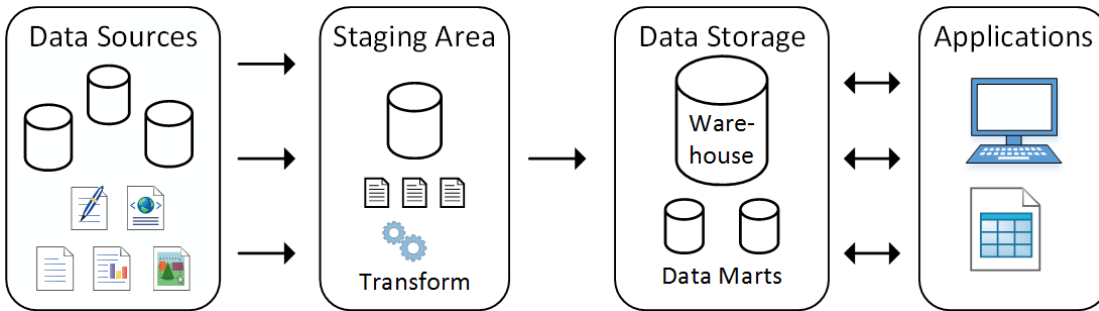 Data Sources
Staging Area
Data Storage
Applications
Ware-
house
Transform
Data Marts